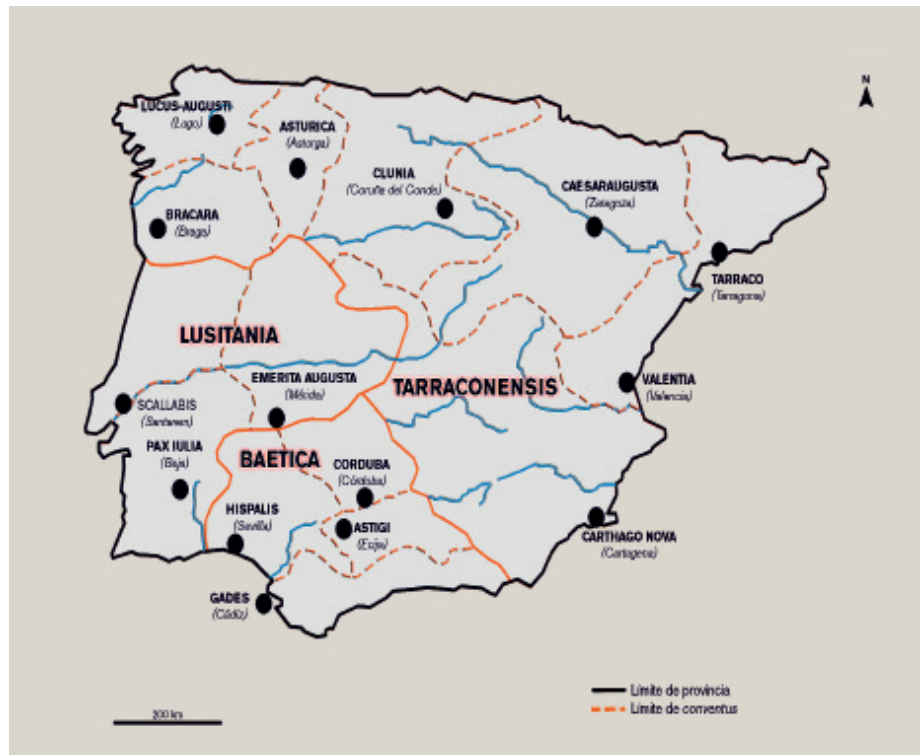 N
LUCUS-AUGUSTI
(Lugo)
ASTURICA
(Astorga)
CLUNIA
(Coruña del Conde)
CAESARAUGUSTA
(Zaragoza)
BRACARA
(Braga)
TARRACO
(Tarragona)
LUSITANIA
EMERITA AUGUSTA
(Mérida)
TARRACONENSIS
VALENTIA
(Valencia)
SCALLABIS
(Santarem)
PAX IULIA
(Beja)
BAETICA
CORDUBA
(Córdoba)
HISPALIS
(Sevilla)
ASTIGI
(Ecija)
CARTHAGO NOVA
(Cartagena)
GADES
(Cádiz)
Límite de província
Límite de conventus
200 km